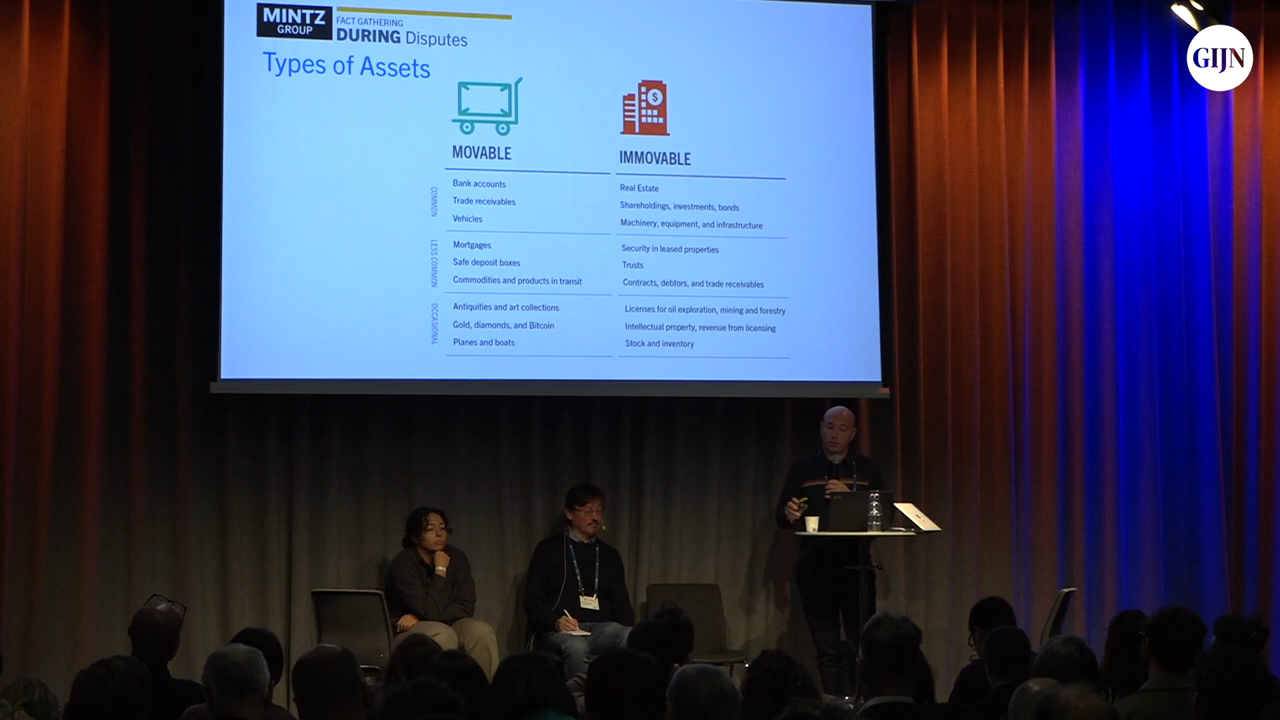 MINTZ
GROUP
FACT GATHERING
DURING Disputes
Types of Assets
MOVABLE
IMMOVABLE
COMMON
Bank accounts
Trade receivables
Vehicles
Real Estate
Shareholdings, investments, bonds
Machinery, equipment, and infrastructure
LESS COMMON
Mortgages
Safe deposit boxes
Commodities and products in transit
Security in leased properties
Trusts
Contracts, debtors, and trade receivables
OCCASIONAL
Antiquities and art collections
Gold, diamonds, and Bitcoin
Planes and boats
Licenses for oil exploration, mining and forestry
Intellectual property, revenue from licensing
Stock and inventory
$
GIJN